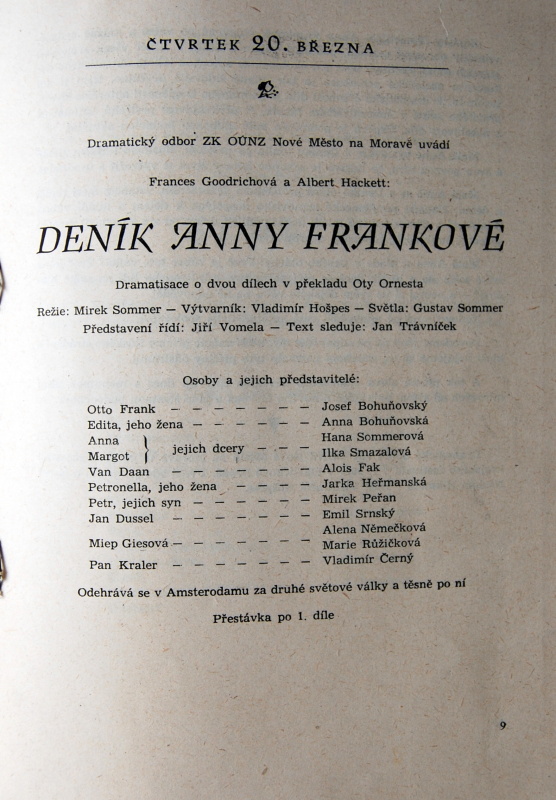 ČTVRTEK 20. BŘEZNA
Dramatický odbor ZK OÚNZ Nové Město na Moravě uvádí
Frances Goodrichová a Albert Hackett:
DENÍK ANNY FRANKOVÉ
Dramatisace o dvou dílech v překladu Oty Ornesta
Režie: Mirek Sommer — Výtvarník: Vladimír Hošpes — Světla: Gustav Sommer
Představení řídí: Jiří Vomela — Text sleduje: Jan Trávníček
Osoby a jejich představitelé:
Otto Frank — — — — — — — Josef Bohuňovský
Edita, jeho žena — — — — — — Anna Bohuňovská
Anna } jejich dcery — — — Hana Sommerová
Margot } Ilka Smazalová
Van Daan — — — — — — — Alois Fak
Petronella, jeho žena — — — — Jarka Heřmanská
Petr, jejich syn — — — — — — Mirek Peřan
Jan Dussel — — — — — — — Emil Srnský
Alena Němečková
Miep Giesová — — — — — — — Marie Růžičková
Pan Kraler — — — — — — — Vladimír Černý
Odehrává se v Amsterodamu za druhé světové války a těsně po ní
Přestávka po 1. díle
9